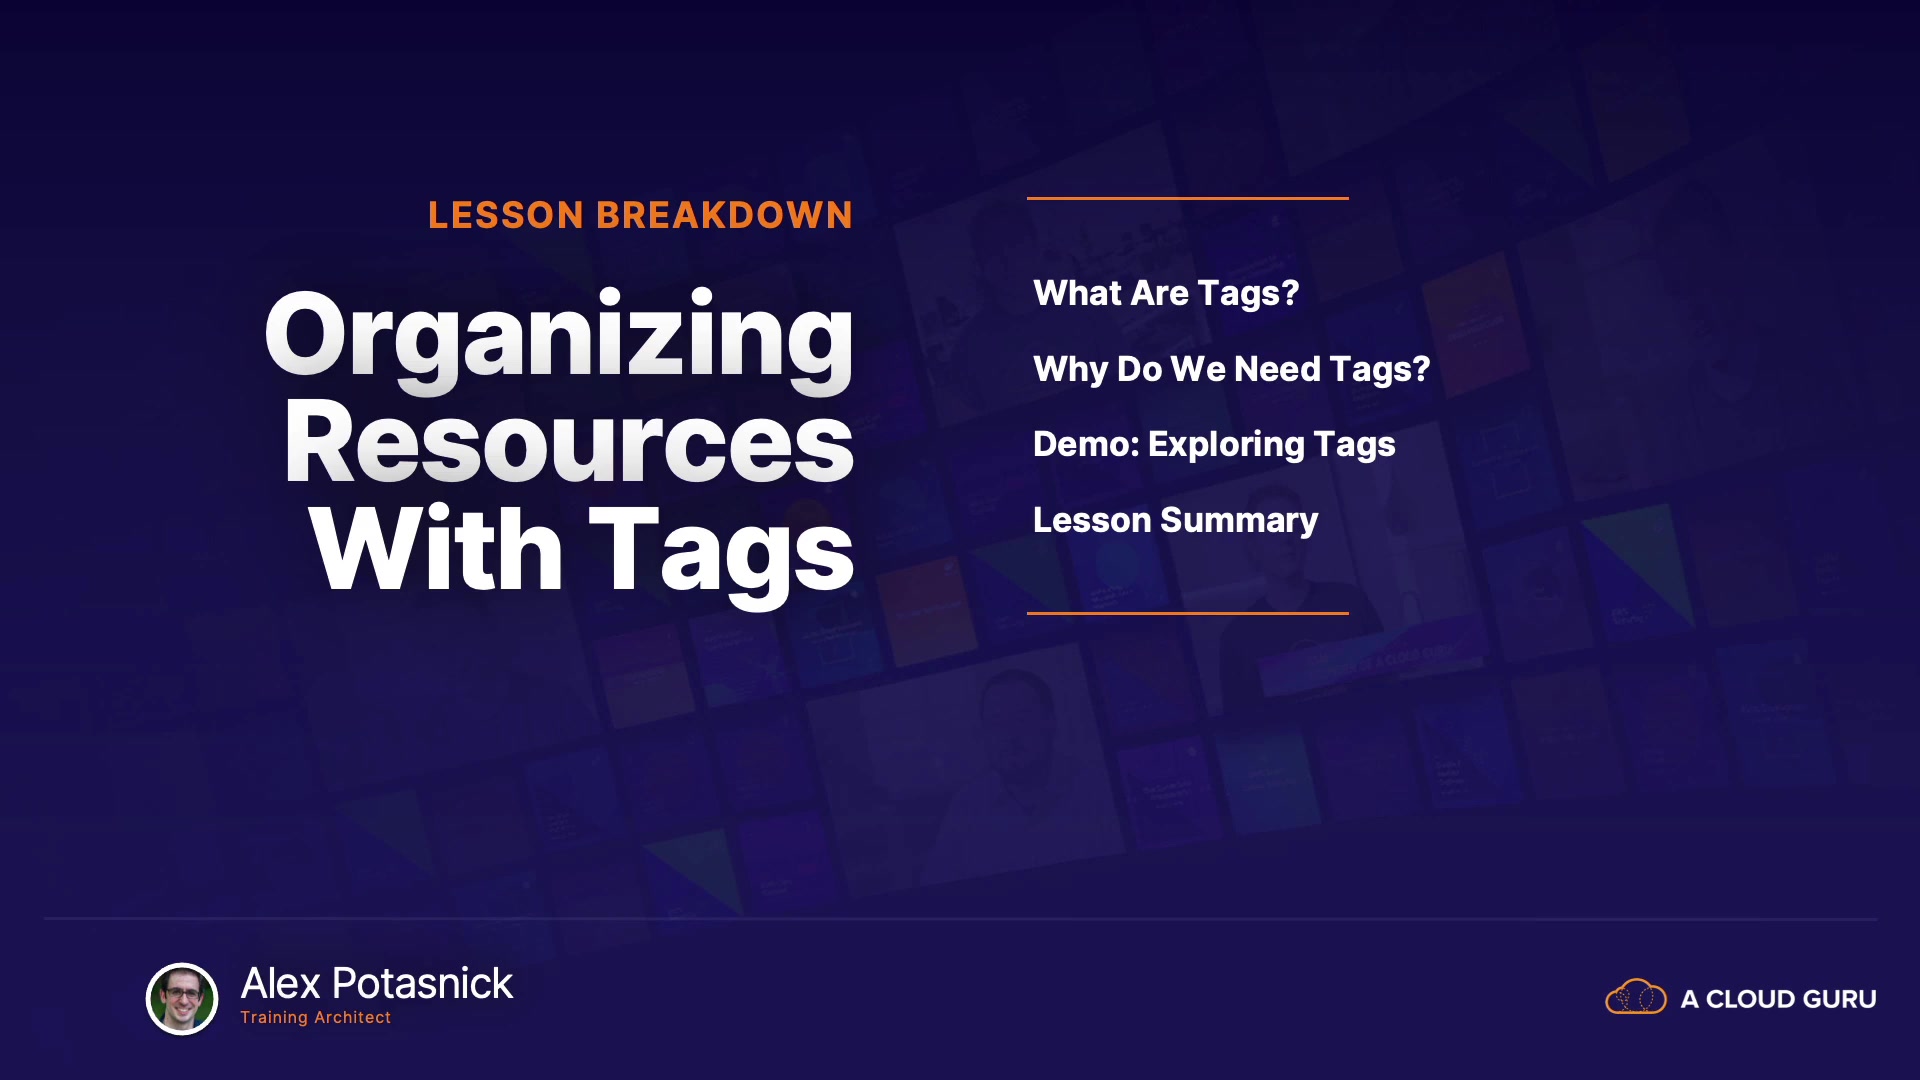 LESSON BREAKDOWN
Organizing
Resources
With Tags
What Are Tags?
Why Do We Need Tags?
Demo: Exploring Tags
Lesson Summary
Alex Potasnick
Training Architect
A CLOUD GURU